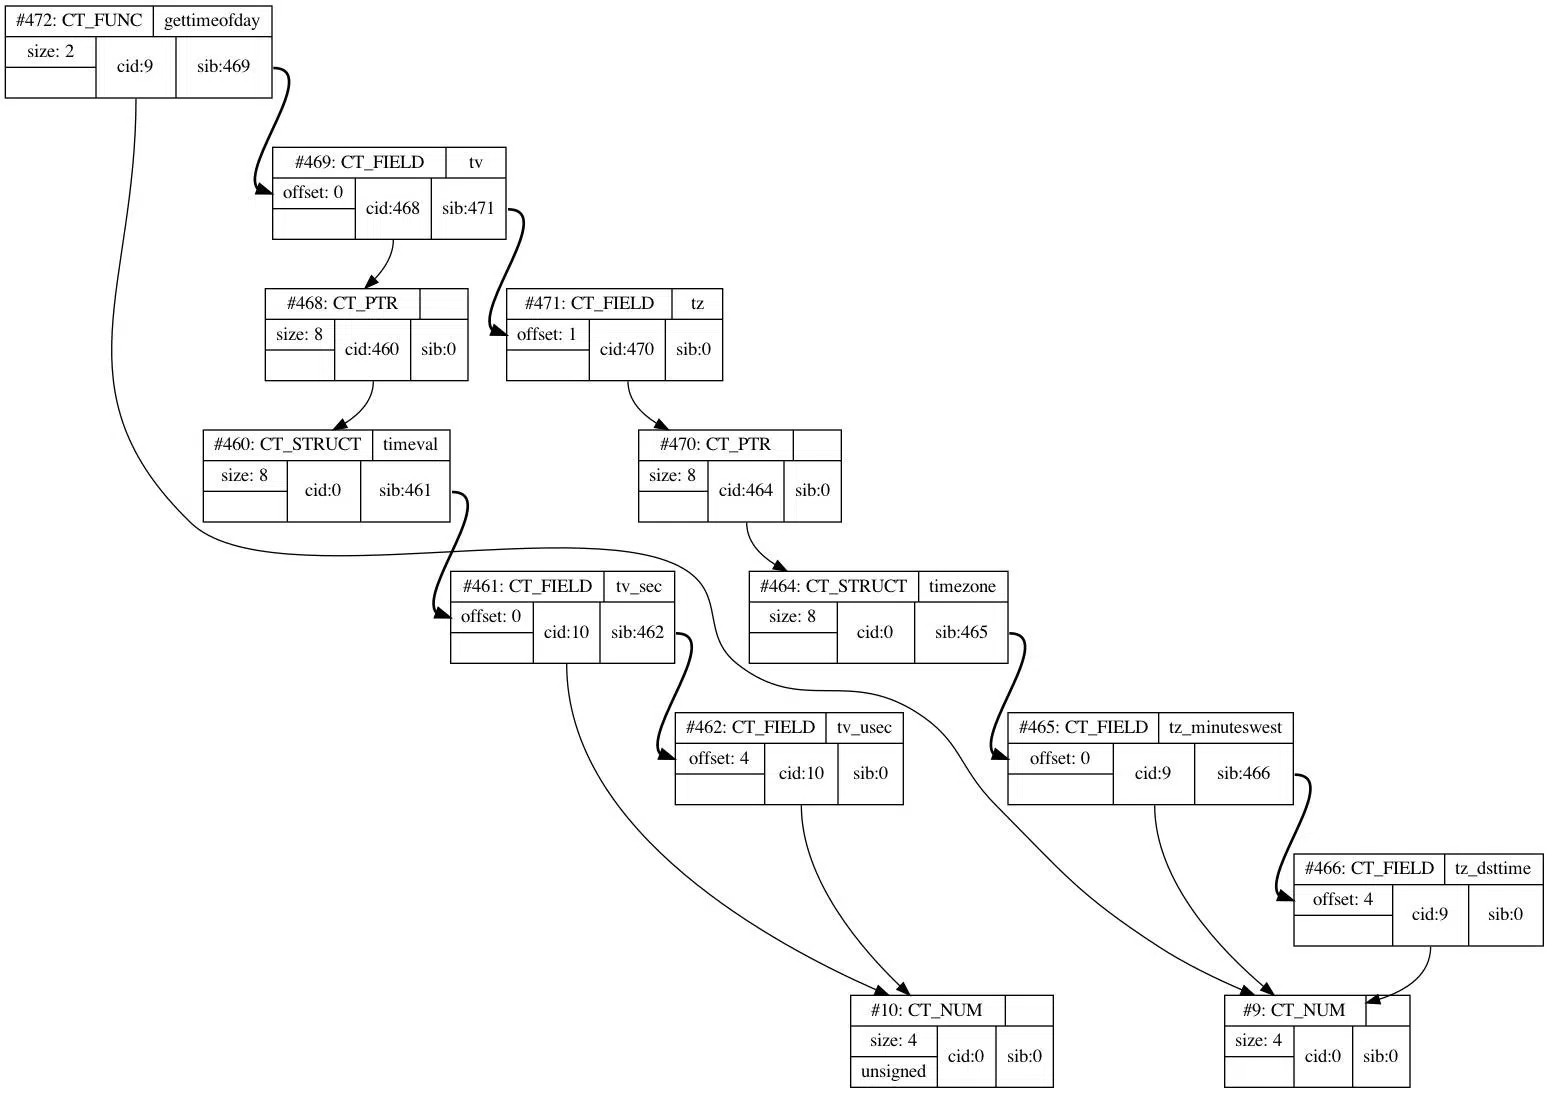 #472: CT_FUNC gettimeofday
size: 2
cid:9 sib:469
#469: CT_FIELD tv
offset: 0
cid:468 sib:471
#468: CT_PTR
size: 8
cid:460 sib:0
#471: CT_FIELD tz
offset: 1
cid:470 sib:0
#460: CT_STRUCT timeval
size: 8
cid:0 sib:461
#470: CT_PTR
size: 8
cid:464 sib:0
#461: CT_FIELD tv_sec
offset: 0
cid:10 sib:462
#464: CT_STRUCT timezone
size: 8
cid:0 sib:465
#462: CT_FIELD tv_usec
offset: 4
cid:10 sib:0
#465: CT_FIELD tz_minuteswest
offset: 0
cid:9 sib:466
#466: CT_FIELD tz_dsttime
offset: 4
cid:9 sib:0
#10: CT_NUM
size: 4
cid:0 sib:0
unsigned
#9: CT_NUM
size: 4
cid:0 sib:0